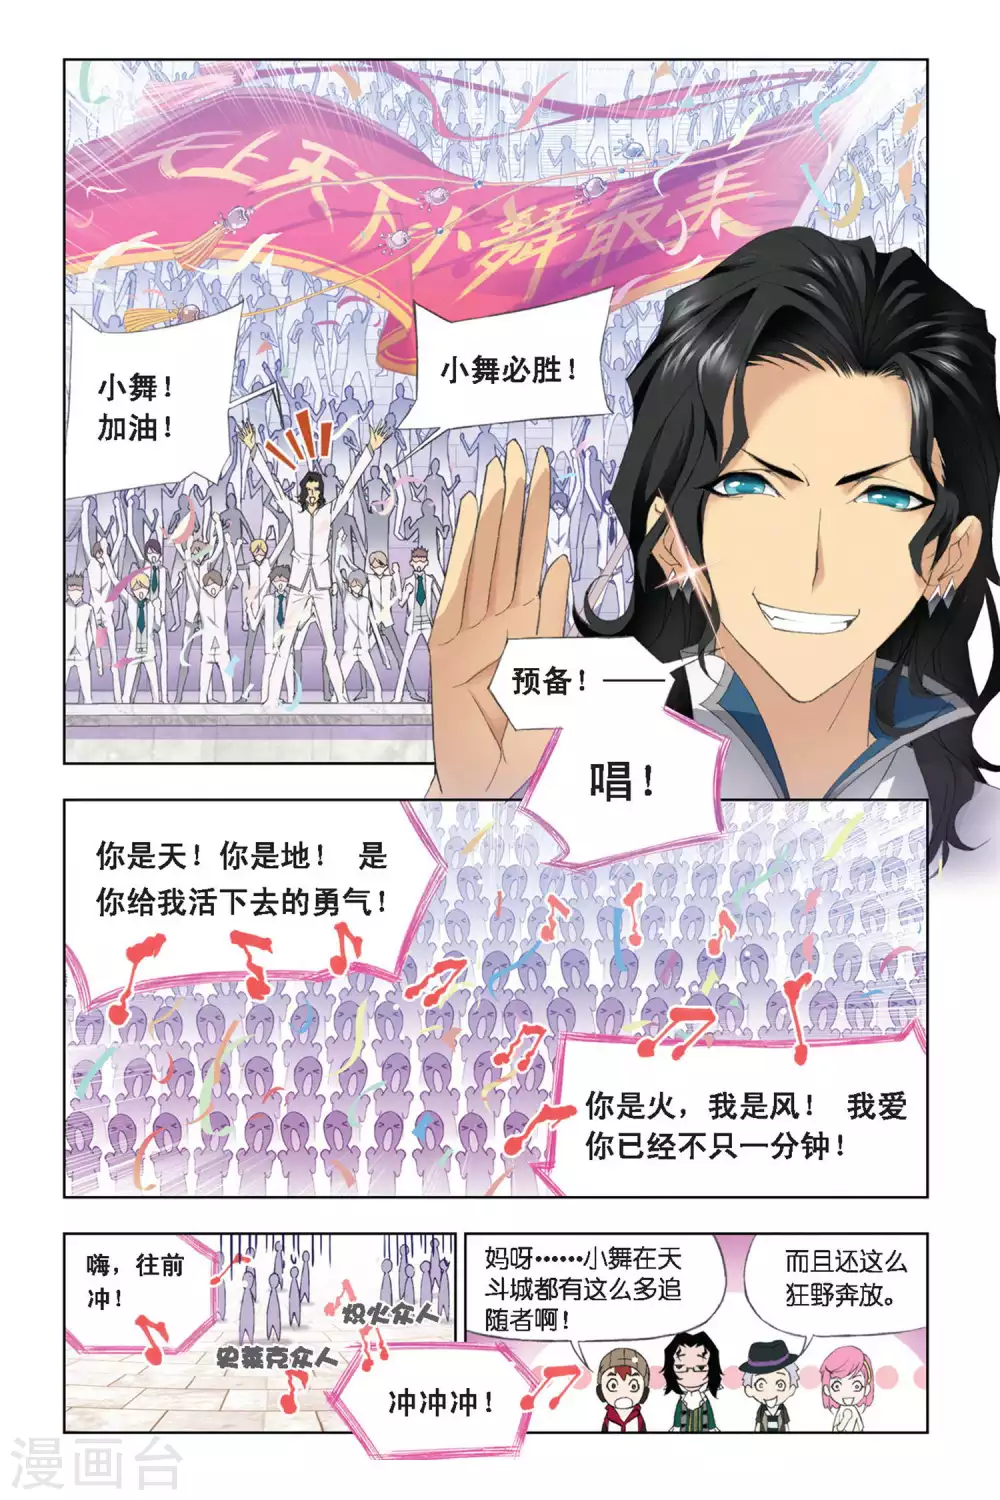 天上天下小舞最美
小舞！
加油！
小舞必胜！
预备！——
唱！
你是天！你是地！ 是
你给我活下去的勇气！
你是火，我是风！ 我爱
你已经不只一分钟！
嗨，往前
冲！
炽火众人
史莱克众人
冲冲冲！
妈呀……小舞在天
斗城都有这么多追
随者啊！
而且还这么
狂野奔放。
漫画台